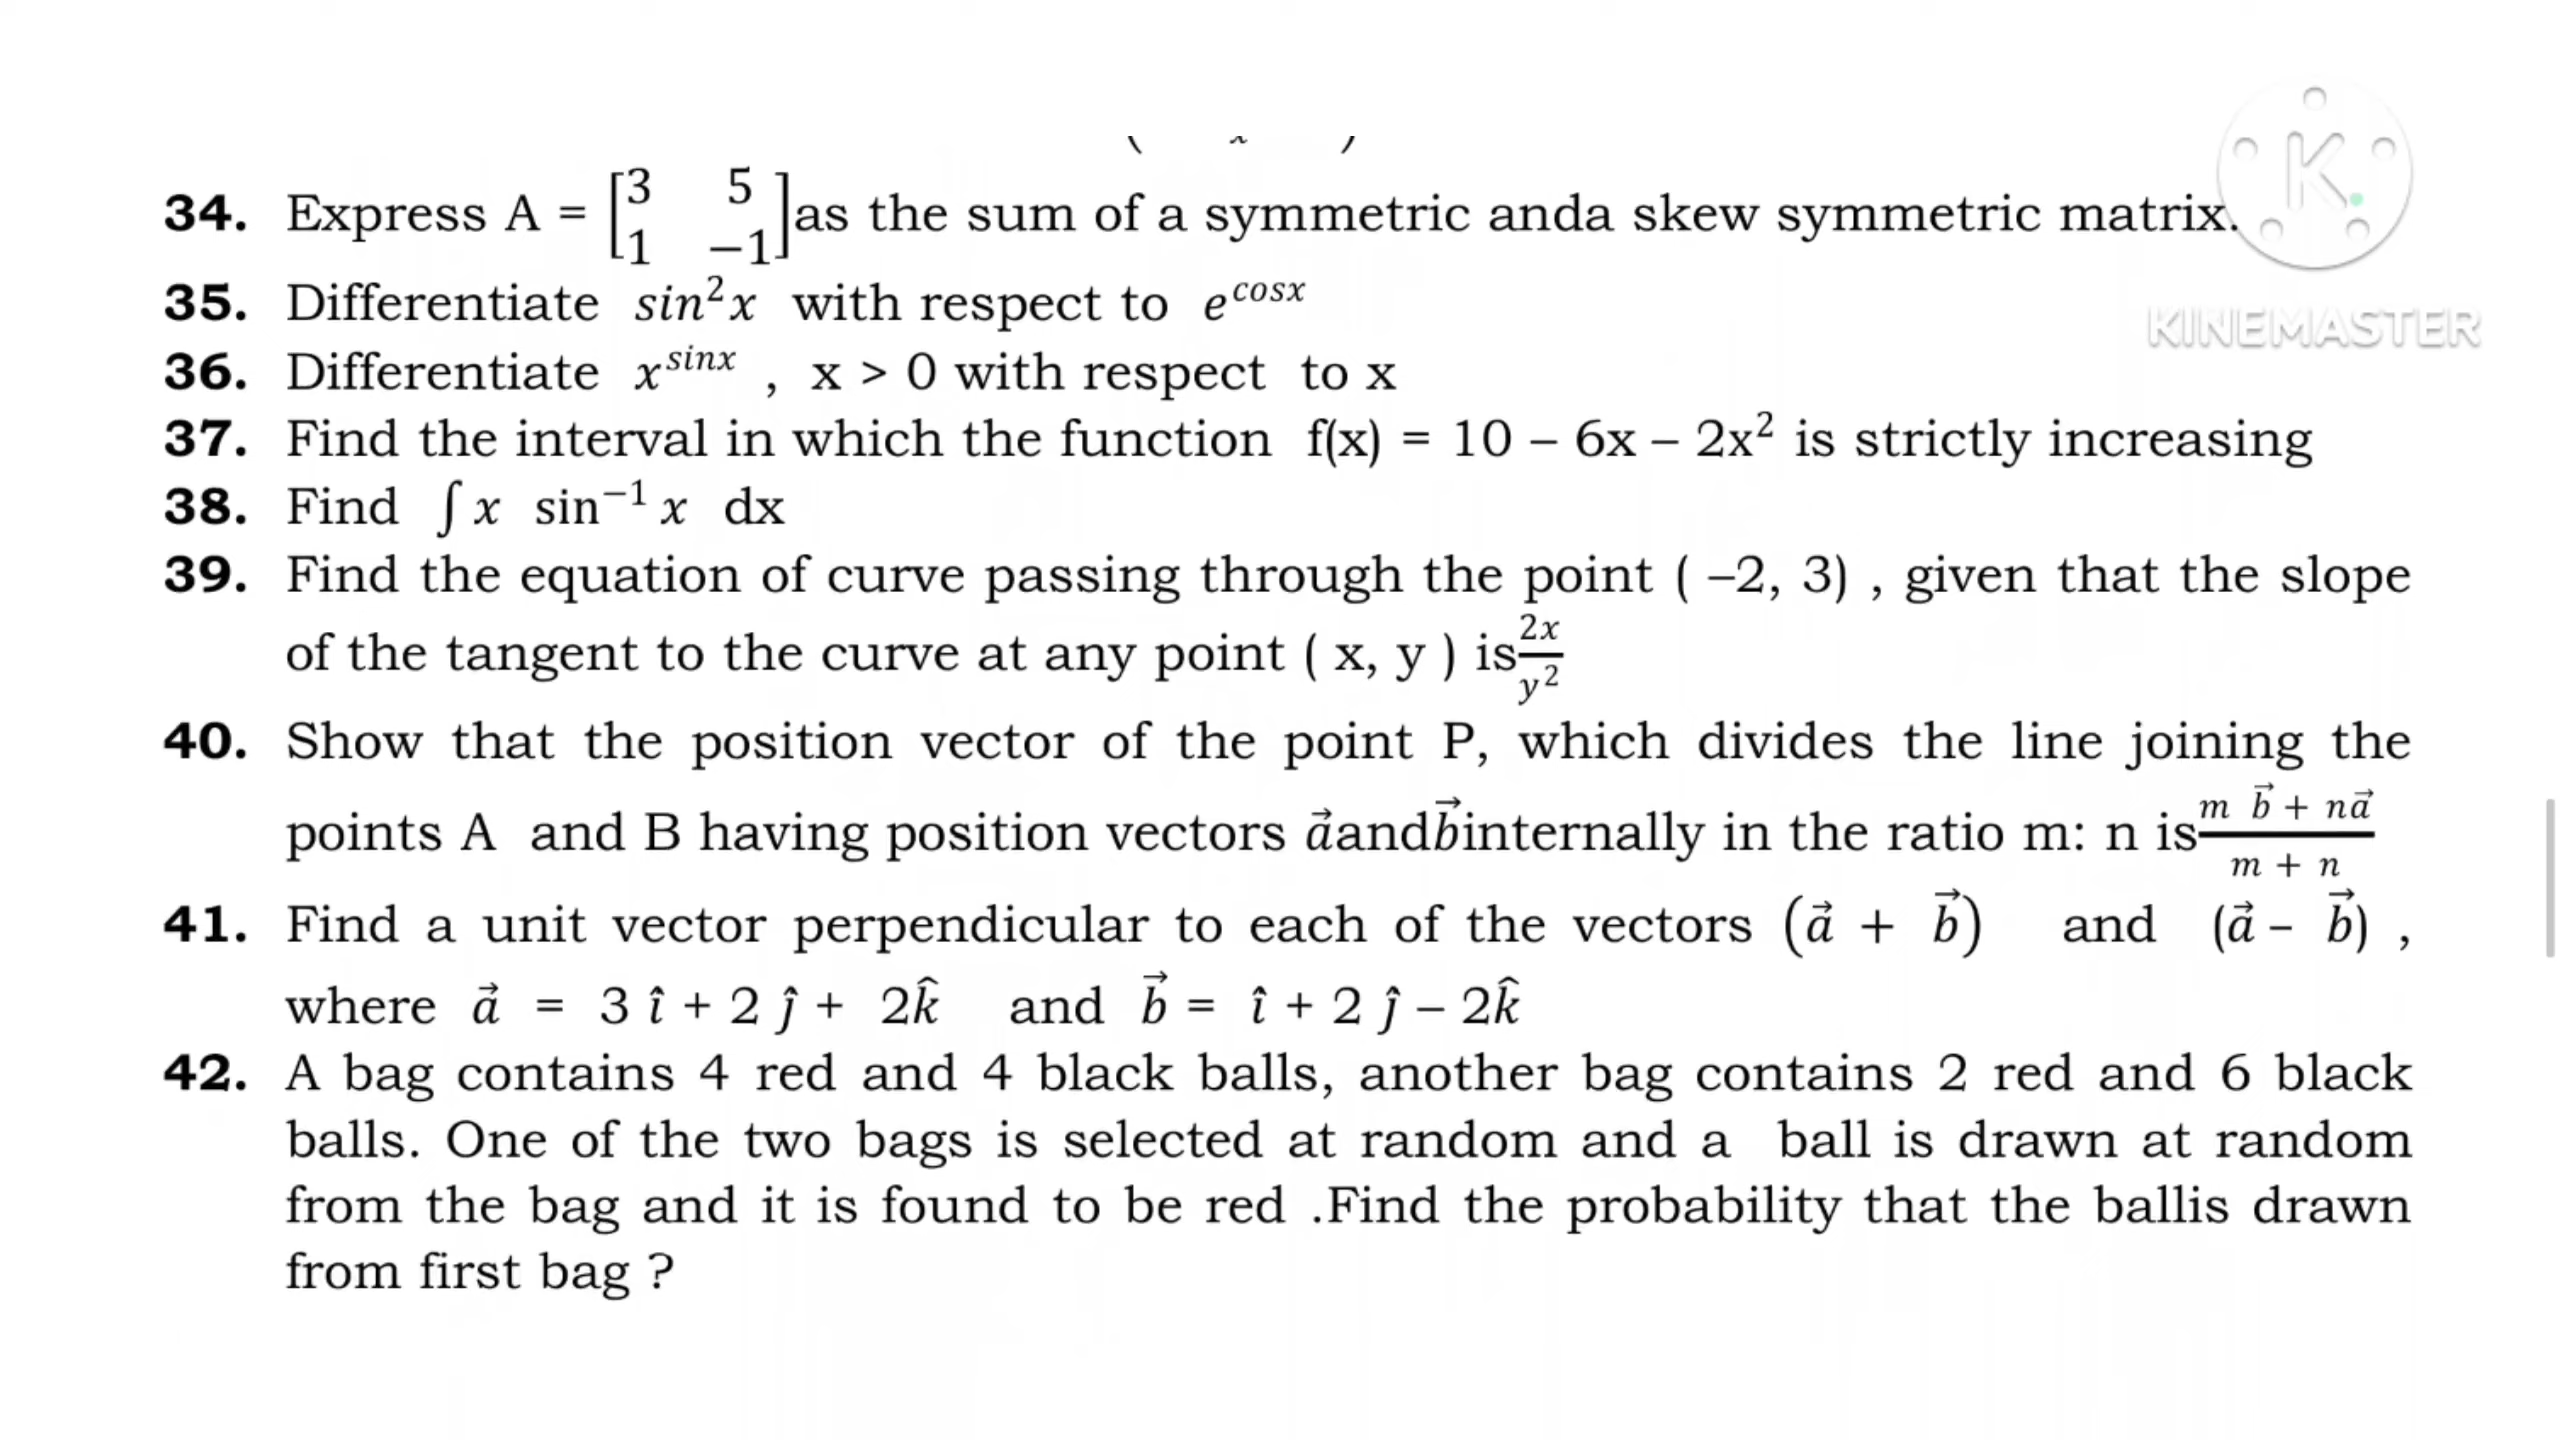 34. Express A = [3 5 1 −1]as the sum of a symmetric anda skew symmetric matrix.
K
35. Differentiate sin²x with respect to e^cosx
KINEMASTER
36. Differentiate x^sinx , x > 0 with respect to x
37. Find the interval in which the function f(x) = 10 – 6x – 2x² is strictly increasing
38. Find ∫ x sin⁻¹ x dx
39. Find the equation of curve passing through the point ( –2, 3) , given that the slope
of the tangent to the curve at any point ( x, y ) is 2x/y²
40. Show that the position vector of the point P, which divides the line joining the
points A and B having position vectors a⃗andb⃗internally in the ratio m: n is (m b⃗ + na⃗)/(m + n)
41. Find a unit vector perpendicular to each of the vectors (a⃗ + b⃗) and (a⃗ – b⃗) ,
where a⃗ = 3 î + 2 ĵ + 2k̂ and b⃗ = î + 2 ĵ – 2k̂
42. A bag contains 4 red and 4 black balls, another bag contains 2 red and 6 black
balls. One of the two bags is selected at random and a ball is drawn at random
from the bag and it is found to be red .Find the probability that the ballis drawn
from first bag ?